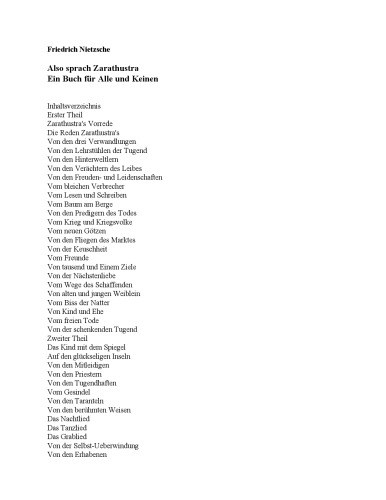 Friedrich Nietzsche
Also sprach Zarathustra
Ein Buch für Alle und Keinen
Inhaltsverzeichnis
Erster Theil
Zarathustra's Vorrede
Die Reden Zarathustra's
Von den drei Verwandlungen
Von den Lehrstühlen der Tugend
Von den Hinterweltlern
Von den Verächtern des Leibes
Von den Freuden- und Leidenschaften
Vom bleichen Verbrecher
Vom Lesen und Schreiben
Vom Baum am Berge
Von den Predigern des Todes
Vom Krieg und Kriegsvolke
Vom neuen Götzen
Von den Fliegen des Marktes
Von der Keuschheit
Vom Freunde
Von tausend und Einem Ziele
Von der Nächstenliebe
Vom Wege des Schaffenden
Von alten und jungen Weiblein
Vom Biss der Natter
Von Kind und Ehe
Vom freien Tode
Von der schenkenden Tugend
Zweiter Theil
Das Kind mit dem Spiegel
Auf den glückseligen Inseln
Von den Mitleidigen
Von den Priestern
Von den Tugendhaften
Vom Gesindel
Von den Taranteln
Von den berühmten Weisen
Das Nachtlied
Das Tanzlied
Das Grablied
Von der Selbst-Ueberwindung
Von den Erhabenen